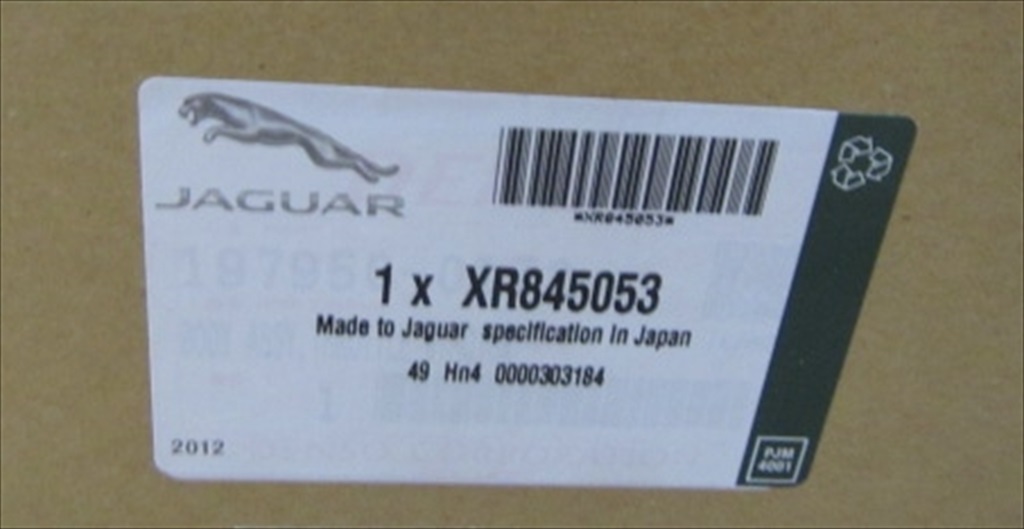 JAGUAR
*XR845053*
1 x XR845053
Made to Jaguar specification in Japan
49 Hn4 0000303184
2012
PJM
4001